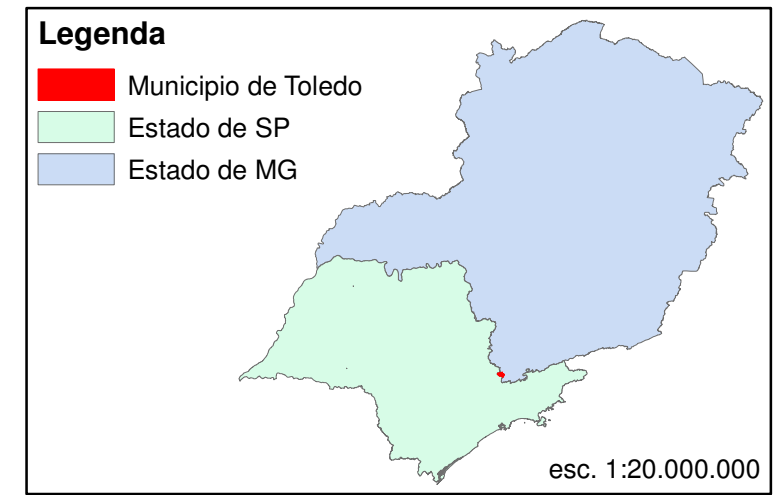 Legenda
Municipio de Toledo
Estado de SP
Estado de MG
esc. 1:20.000.000